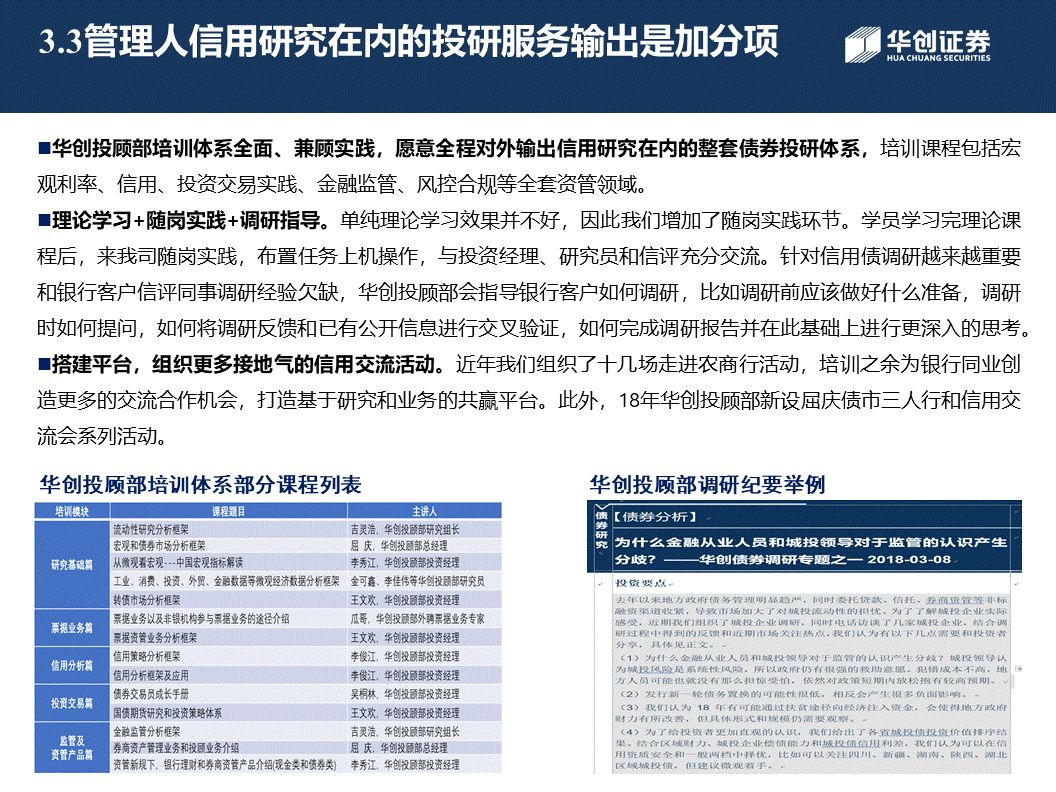 3.3管理人信用研究在内的投研服务输出是加分项
华创证券
HUA CHUANG SECURITIES
■华创投顾部培训体系全面、兼顾实践，愿意全程对外输出信用研究在内的整套债券投研体系，培训课程包括宏
观利率、信用、投资交易实践、金融监管、风控合规等全套资管领域。
■理论学习+随岗实践+调研指导。单纯理论学习效果并不好，因此我们增加了随岗实践环节。学员学习完理论课
程后，来我司随岗实践，布置任务上机操作，与投资经理、研究员和信评充分交流。针对信用债调研越来越重要
和银行客户信评同事调研经验欠缺，华创投顾部会指导银行客户如何调研，比如调研前应该做好什么准备，调研
时如何提问，如何将调研反馈和已有公开信息进行交叉验证，如何完成调研报告并在此基础上进行更深入的思考。
■搭建平台，组织更多接地气的信用交流活动。近年我们组织了十几场走进农商行活动，培训之余为银行同业创
造更多的交流合作机会，打造基于研究和业务的共赢平台。此外，18年华创投顾部新设屈庆债市三人行和信用交
流会系列活动。
华创投顾部培训体系部分课程列表
培训模块 课程题目 主讲人
研究基础篇
流动性研究分析框架 吉灵浩，华创投顾部研究组长
宏观和债券市场分析框架 屈 庆，华创投顾部总经理
从微观看宏观---中国宏观指标解读 李秀江，华创投顾部投资经理
工业、消费、投资、外贸、金融数据等微观经济数据分析框架 金可鑫、李佳伟等华创投顾部研究员
转债市场分析框架 王文欢，华创投顾部投资经理
票据业务篇
票据业务以及非银机构参与票据业务的途径介绍 瓜哥，华创投顾部外聘票据业务专家
票据资管业务分析框架 王文欢，华创投顾部投资经理
信用分析篇
信用策略分析框架 李俊江，华创投顾部投资经理
信用分析框架及应用 李俊江，华创投顾部投资经理
投资交易篇
债券交易员成长手册 吴桐林，华创投顾部投资经理
国债期货研究和投资策略体系 王文欢，华创投顾部投资经理
监管及
资管产品篇
金融监管分析框架 吉灵浩，华创投顾部投资经理
券商资产管理业务和投顾业务介绍 屈 庆，华创投顾部总经理
资管新规下，银行理财和券商资管产品介绍(现金类和债券类) 李秀江，华创投顾部投资经理
华创投顾部调研纪要举例
债券研究
【债券分析】
为什么金融从业人员和城投领导对于监管的认识产生
分歧？——华创债券调研专题之一 2018-03-08
投资要点
去年以来地方政府债务管理明显趋严，同时委托贷款、信托、券商资管等非标
融资渠道收紧，导致市场加大了对城投流动性的担忧。为了了解城投企业实际
感受，近期我们组织了城投企业调研，同时电话访谈了几家城投企业，结合调
研过程中得到的反馈和近期市场关注热点，我们认为有以下几点需要和投资者
分享，具体见正文。
（1）为什么金融从业人员和城投领导对于监管的认识产生分歧？城投领导认
为城投风险是系统性风险，所以政府仍有很强的救助意愿。犯错成本不高，地
方人员可能也就没有那么担惊受怕，依然对政策短期内放松抱有较高预期。
（2）发行新一轮债务置换的可能性很低，相反会产生很多负面影响。
（3）我们认为 18 年有可能通过扶贫途径向经济注入资金，会使得地方政府
财力有所改善，但具体形式和规模仍需要观察。
（4）为了给投资者更加直观的认识，我们给出了各省城投债投资价值排序结
果。结合区域财力、城投企业偿债能力和城投债信用利差，我们认为可以在信
用资质安全和一般两档中择优，比如可以关注四川、新疆、湖南、陕西、湖北
区域城投债，但建议微观着手。